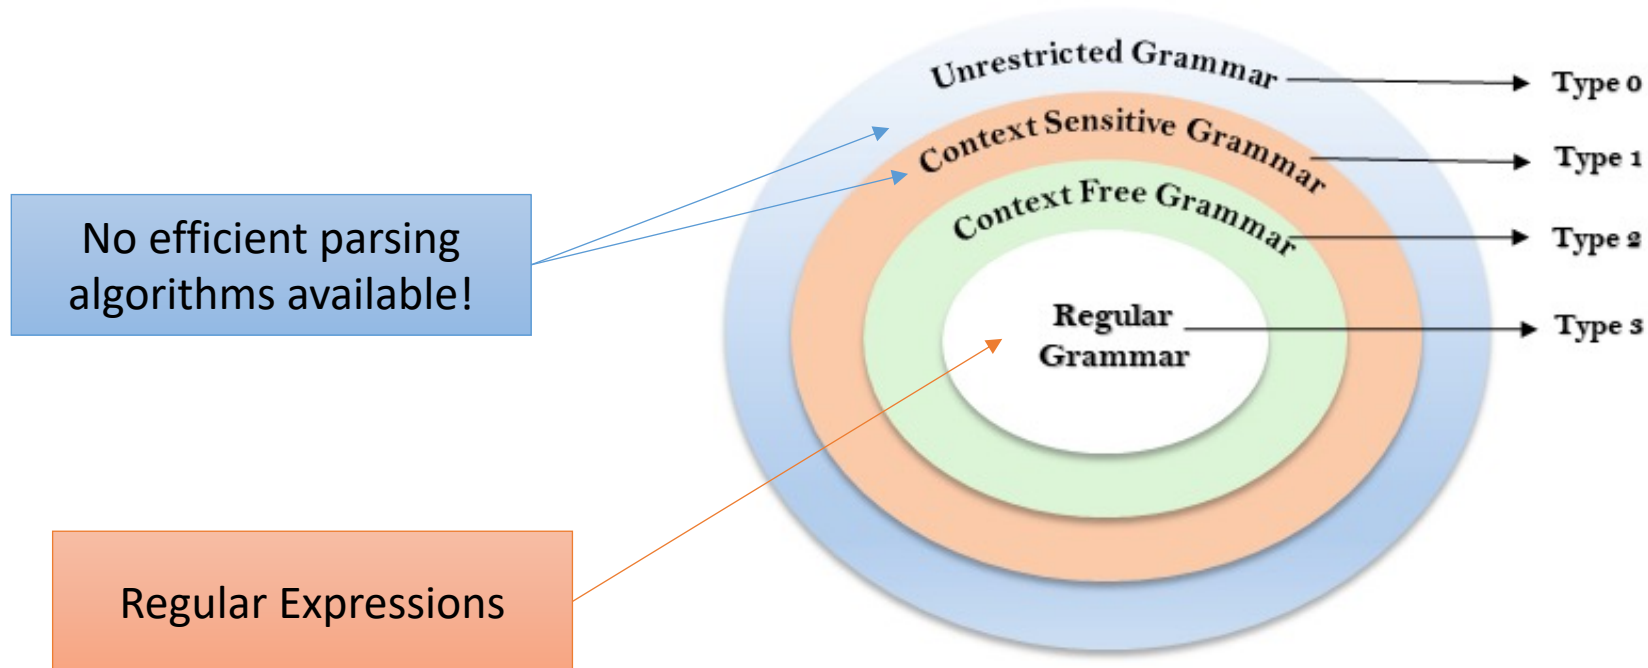 Unrestricted Grammar
Type 0
Context Sensitive Grammar
Type 1
Context Free Grammar
Type 2
Regular
Grammar
Type 3
No efficient parsing
algorithms available!
Regular Expressions